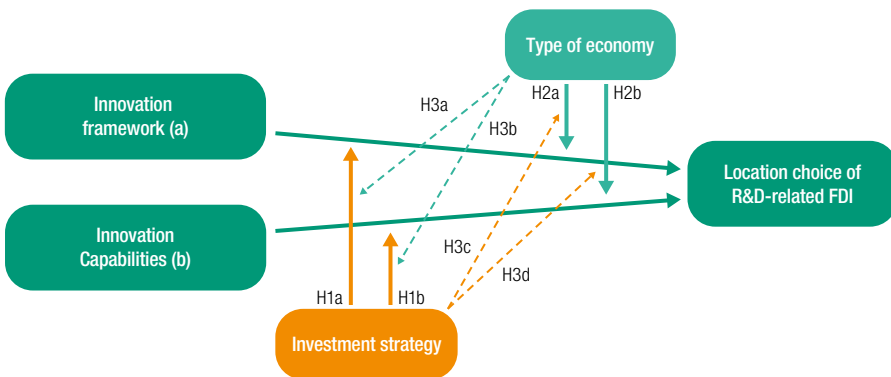 Type of economy
Innovation
framework (a)
H3a
H2a
H2b
H3b
Location choice of
R&D-related FDI
Innovation
Capabilities (b)
H3c
H3d
H1a
H1b
Investment strategy